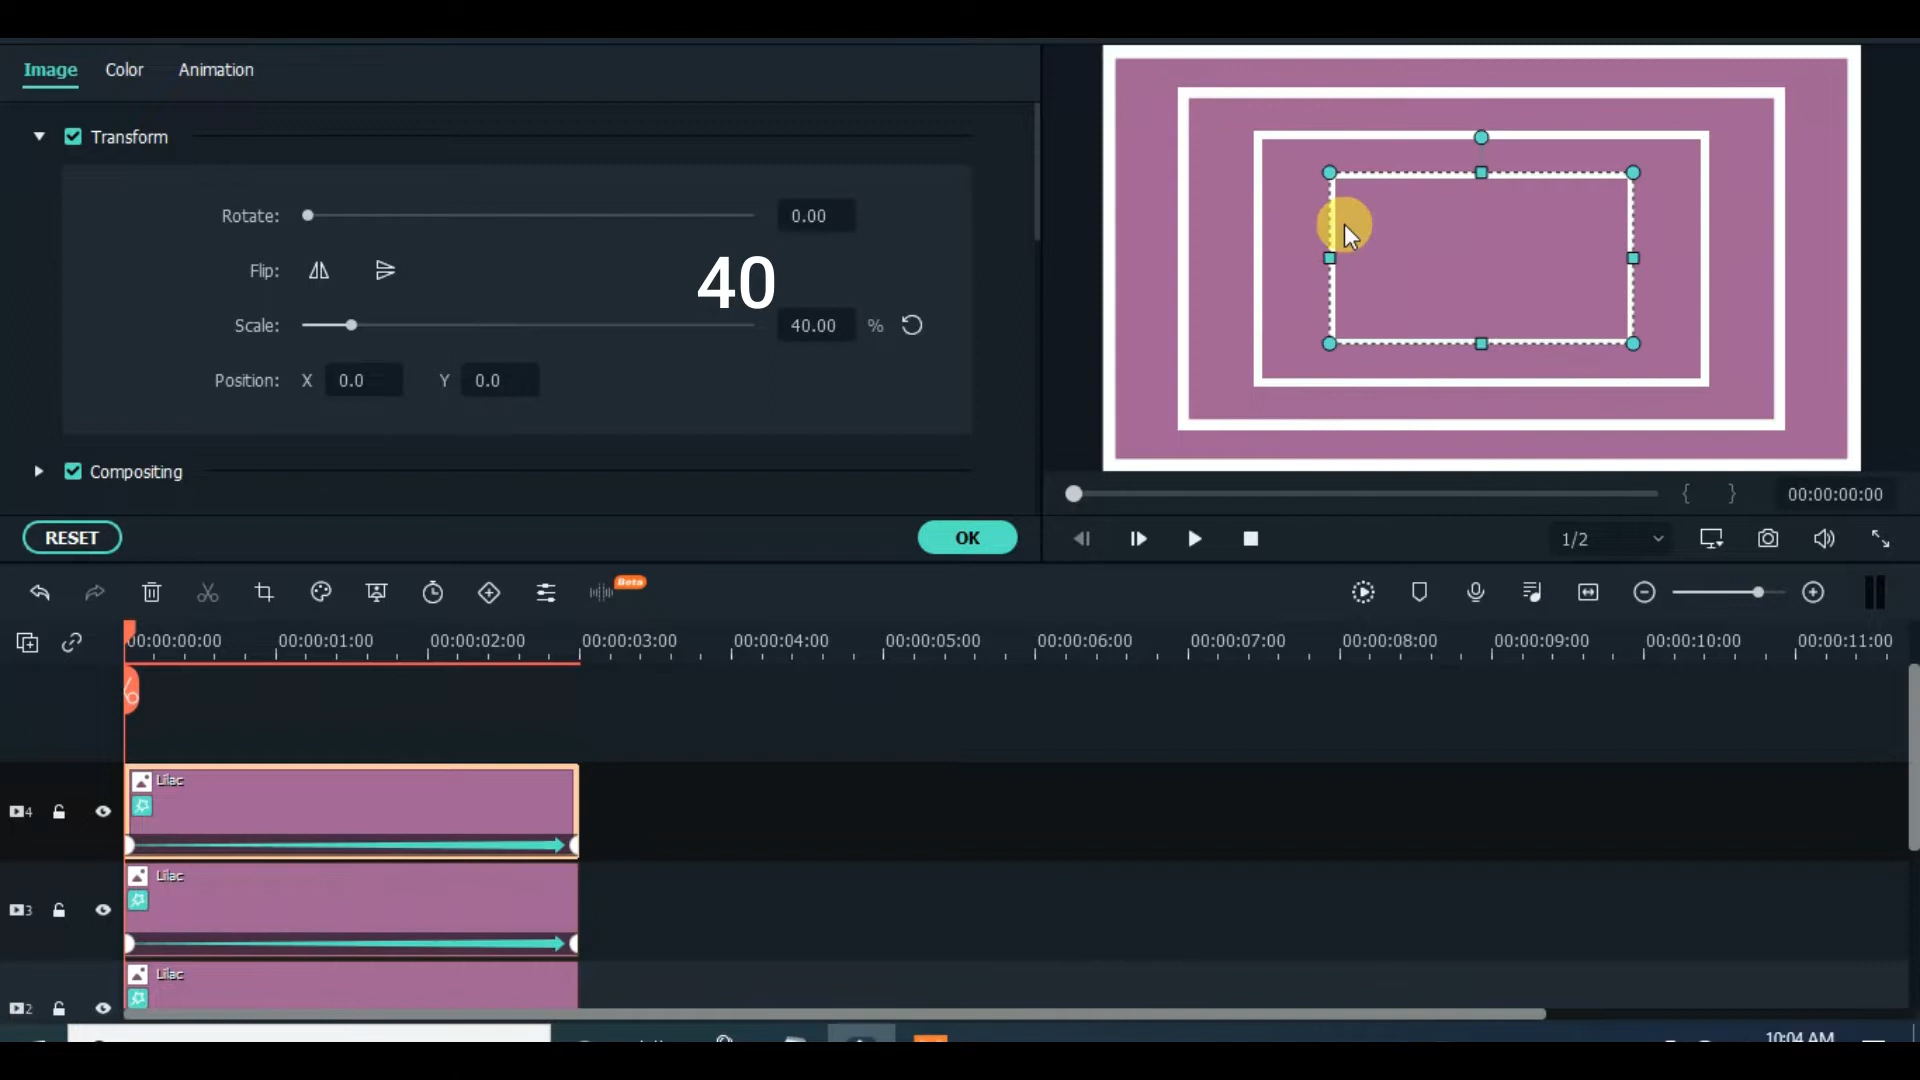 Image Color Animation
Transform
Rotate: 0.00
Flip:
40
Scale: 40.00 %
Position: X 0.0 Y 0.0
Compositing
{ } 00:00:00:00
RESET OK
1/2
Beta
00:00:00:00 00:00:01:00 00:00:02:00 00:00:03:00 00:00:04:00 00:00:05:00 00:00:06:00 00:00:07:00 00:00:08:00 00:00:09:00 00:00:10:00 00:00:11:00
Lilac
4
Lilac
3
Lilac
2
10:04 AM